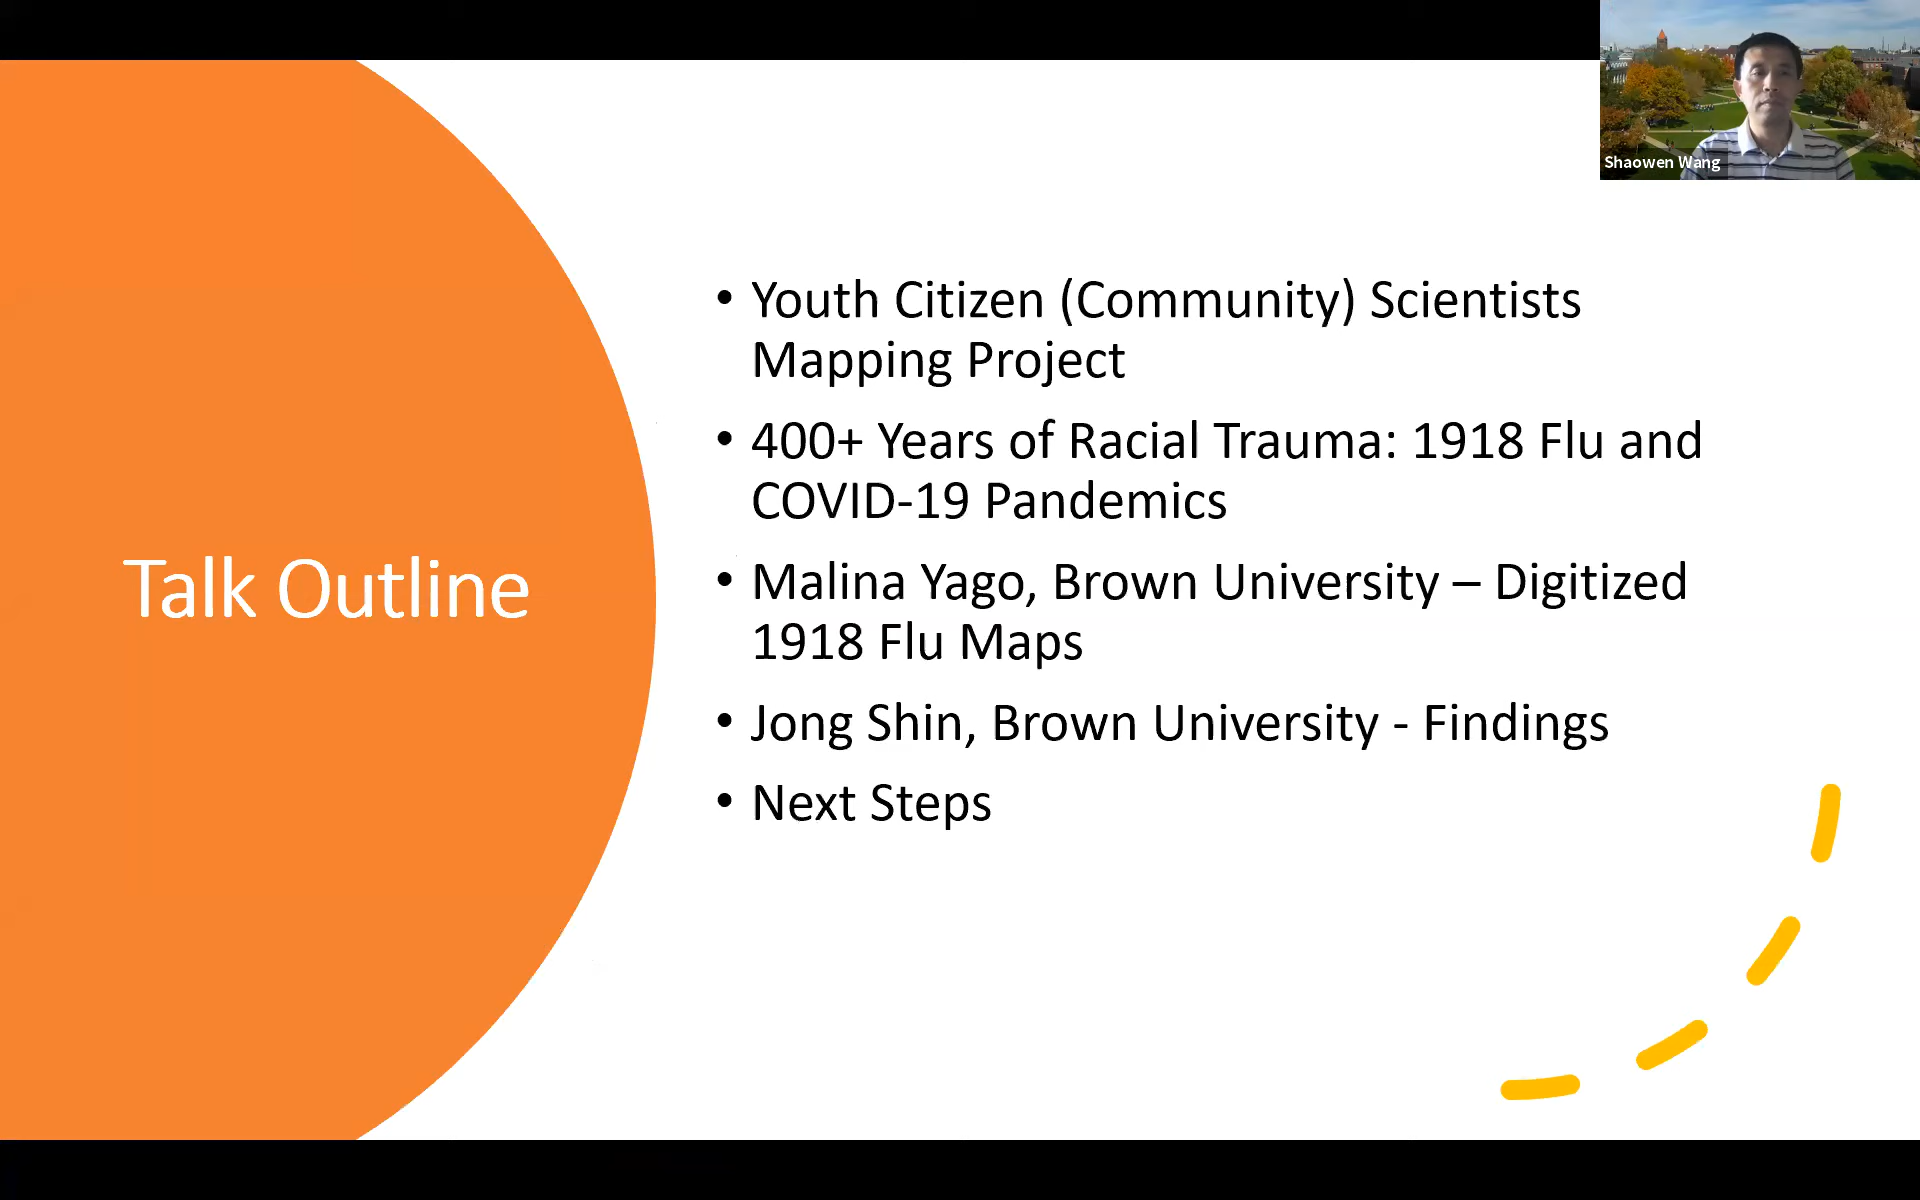 Shaowen Wang
Talk Outline
• Youth Citizen (Community) Scientists
Mapping Project
• 400+ Years of Racial Trauma: 1918 Flu and
COVID-19 Pandemics
• Malina Yago, Brown University – Digitized
1918 Flu Maps
• Jong Shin, Brown University - Findings
• Next Steps